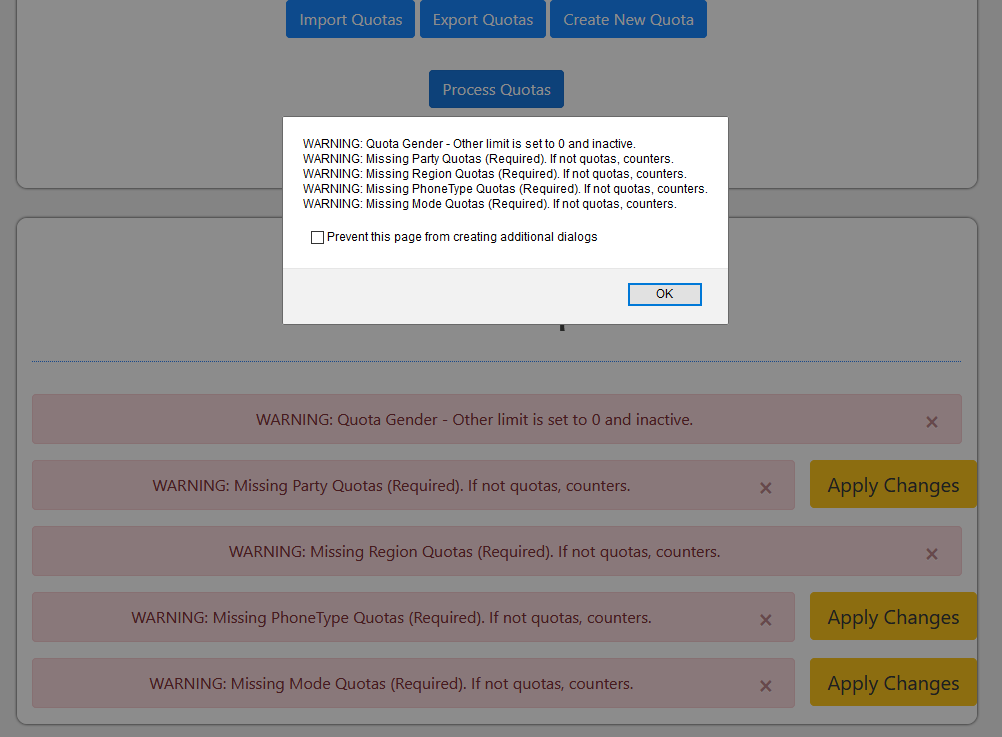 Import Quotas
Export Quotas
Create New Quota
Process Quotas
WARNING: Quota Gender - Other limit is set to 0 and inactive.
WARNING: Missing Party Quotas (Required). If not quotas, counters.
WARNING: Missing Region Quotas (Required). If not quotas, counters.
WARNING: Missing PhoneType Quotas (Required). If not quotas, counters.
WARNING: Missing Mode Quotas (Required). If not quotas, counters.
Prevent this page from creating additional dialogs
OK
WARNING: Quota Gender - Other limit is set to 0 and inactive. ×
WARNING: Missing Party Quotas (Required). If not quotas, counters. ×
Apply Changes
WARNING: Missing Region Quotas (Required). If not quotas, counters. ×
WARNING: Missing PhoneType Quotas (Required). If not quotas, counters. ×
Apply Changes
WARNING: Missing Mode Quotas (Required). If not quotas, counters. ×
Apply Changes